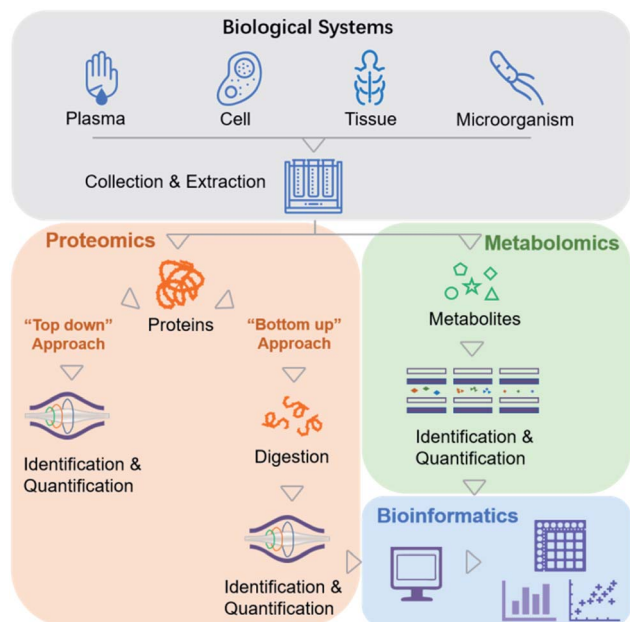 Biological Systems
Plasma
Cell
Tissue
Microorganism
Collection & Extraction
Proteomics
Metabolomics
Proteins
Metabolites
“Top down”
Approach
“Bottom up”
Approach
Identification &
Quantification
Digestion
Identification &
Quantification
Identification &
Quantification
Bioinformatics